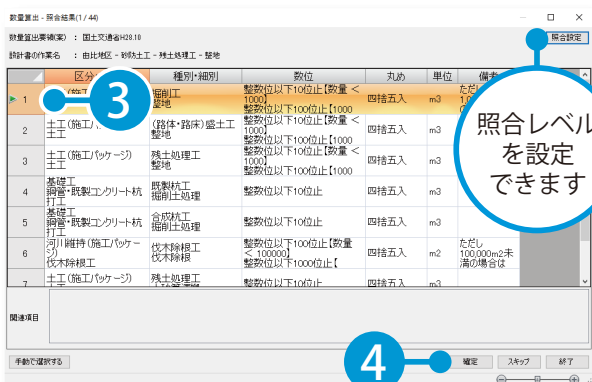 数量算出 - 照合結果(1 / 44)
数量算出要領(案) ： 国土交通省H28.10
照合設定
設計書の作業名 ： 由比地区 - 砂防土工 - 残土処理工 - 整地
区分 種別・細別 数位 丸め 単位 備考
1 掘削工
整地 整数位以下10位止【数量 <
1000】
整数位以下100位止【1000 四捨五入 m3 ただし
2 土工
(路体・路床)盛土工
整地 整数位以下10位止【数量 <
1000】
整数位以下100位止【1000 四捨五入 m3
3 土工(施工パッケージ)
土工 残土処理工
整地 整数位以下10位止【数量 <
1000】
整数位以下100位止【1000 四捨五入 m3
4 基礎工
鋼管・既製コンクリート杭
打工 既製杭工
掘削土処理 整数位以下10位止 四捨五入 m3
5 基礎工
鋼管・既製コンクリート杭
打工 合成杭工
掘削土処理 整数位以下10位止 四捨五入 m3
6 河川維持(施工パッケー
ジ)
伐木除根工 伐木除根工
伐木除根 整数位以下100位止【数量
< 100000】
整数位以下1000位止【 四捨五入 m2 ただし
100,000m2未
満の場合は
7 土工(施工パッケージ) 残土処理工 整数位以下10位止 四捨五入 m3
3
照合レベル
を設定
できます
関連項目
手動で選択する
4
確定 スキップ 終了